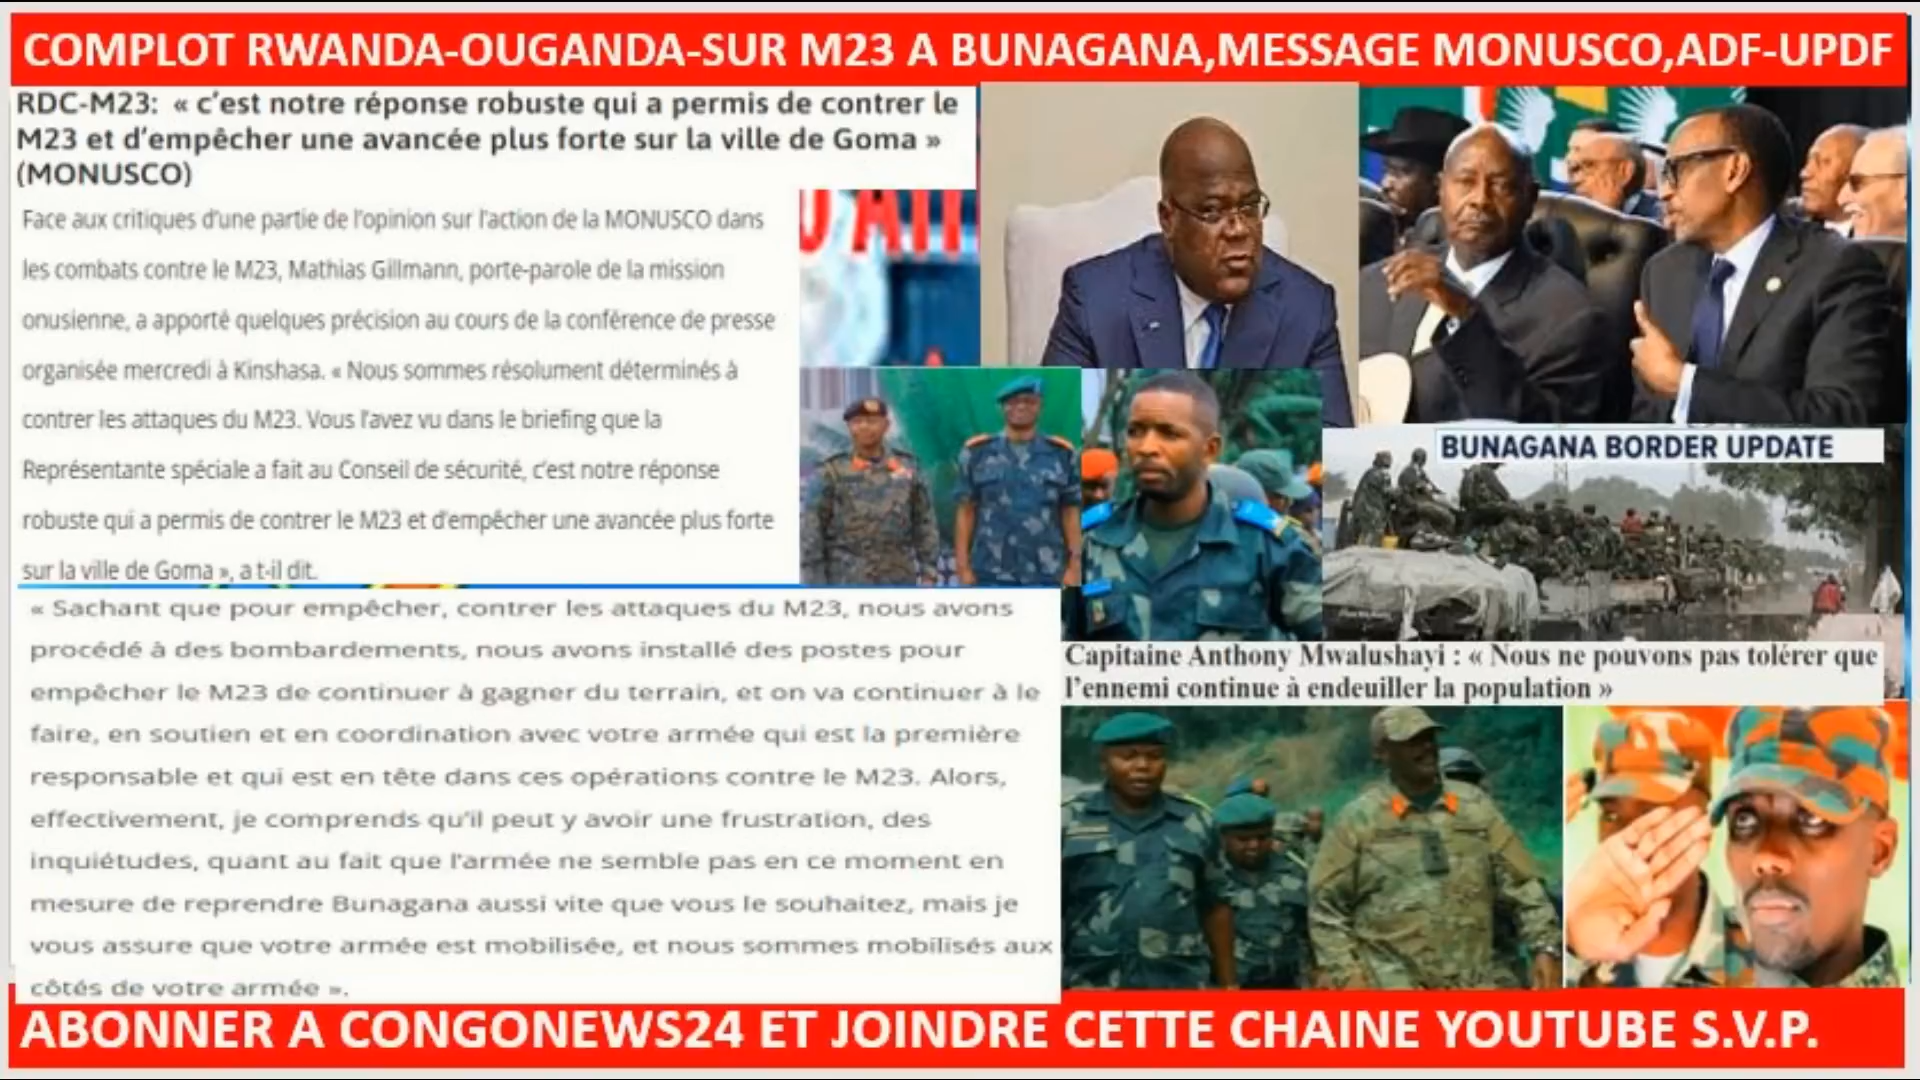 COMPLOT RWANDA-OUGANDA-SUR M23 A BUNAGANA,MESSAGE MONUSCO,ADF-UPDF
RDC-M23: « c’est notre réponse robuste qui a permis de contrer le
M23 et d’empêcher une avancée plus forte sur la ville de Goma »
(MONUSCO)
Face aux critiques d’une partie de l’opinion sur l’action de la MONUSCO dans
les combats contre le M23, Mathias Gillmann, porte-parole de la mission
onusienne, a apporté quelques précision au cours de la conférence de presse
organisée mercredi à Kinshasa. « Nous sommes résolument déterminés à
contrer les attaques du M23. Vous l’avez vu dans le briefing que la
Représentante spéciale a fait au Conseil de sécurité, c’est notre réponse
robuste qui a permis de contrer le M23 et d’empêcher une avancée plus forte
sur la ville de Goma », a t-il dit.
« Sachant que pour empêcher, contrer les attaques du M23, nous avons
procédé à des bombardements, nous avons installé des postes pour
empêcher le M23 de continuer à gagner du terrain, et on va continuer à le
faire, en soutien et en coordination avec votre armée qui est la première
responsable et qui est en tête dans ces opérations contre le M23. Alors,
effectivement, je comprends qu’il peut y avoir une frustration, des
inquiétudes, quant au fait que l’armée ne semble pas en ce moment en
mesure de reprendre Bunagana aussi vite que vous le souhaitez, mais je
vous assure que votre armée est mobilisée, et nous sommes mobilisés aux
côtés de votre armée ».
BUNAGANA BORDER UPDATE
Capitaine Anthony Mwalushayi : « Nous ne pouvons pas tolérer que
l’ennemi continue à endeuiller la population »
ABONNER A CONGONEWS24 ET JOINDRE CETTE CHAINE YOUTUBE S.V.P.